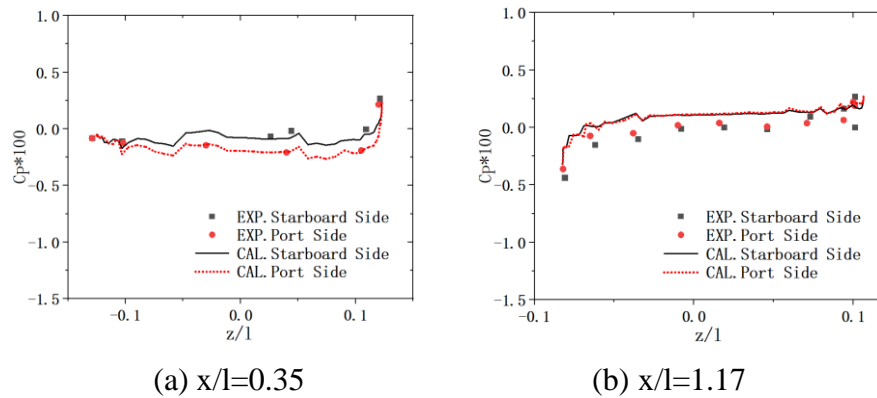 0.5
0.0
-0.5
-1.0
-1.5
Cp*100
EXP.Starboard Side
EXP.Port Side
CAL.Starboard Side
CAL.Port Side
-0.1
0.0
0.1
z/l
(a) x/l=0.35
1.0
0.5
0.0
-0.5
-1.0
-1.5
Cp*100
EXP.Starboard Side
EXP.Port Side
CAL.Starboard Side
CAL.Port Side
-0.1
0.0
0.1
z/l
(b) x/l=1.17